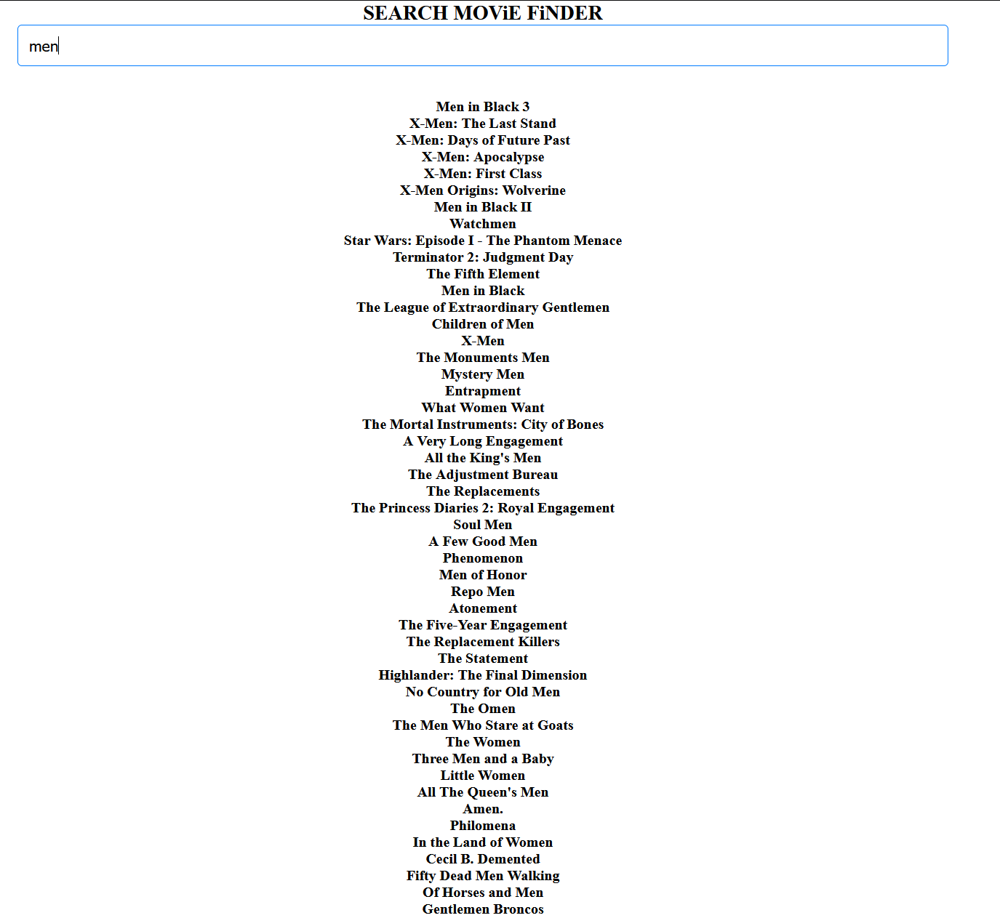 SEARCH MOViE FiNDER
men
Men in Black 3
X-Men: The Last Stand
X-Men: Days of Future Past
X-Men: Apocalypse
X-Men: First Class
X-Men Origins: Wolverine
Men in Black II
Watchmen
Star Wars: Episode I - The Phantom Menace
Terminator 2: Judgment Day
The Fifth Element
Men in Black
The League of Extraordinary Gentlemen
Children of Men
X-Men
The Monuments Men
Mystery Men
Entrapment
What Women Want
The Mortal Instruments: City of Bones
A Very Long Engagement
All the King's Men
The Adjustment Bureau
The Replacements
The Princess Diaries 2: Royal Engagement
Soul Men
A Few Good Men
Phenomenon
Men of Honor
Repo Men
Atonement
The Five-Year Engagement
The Replacement Killers
The Statement
Highlander: The Final Dimension
No Country for Old Men
The Omen
The Men Who Stare at Goats
The Women
Three Men and a Baby
Little Women
All The Queen's Men
Amen.
Philomena
In the Land of Women
Cecil B. Demented
Fifty Dead Men Walking
Of Horses and Men
Gentlemen Broncos